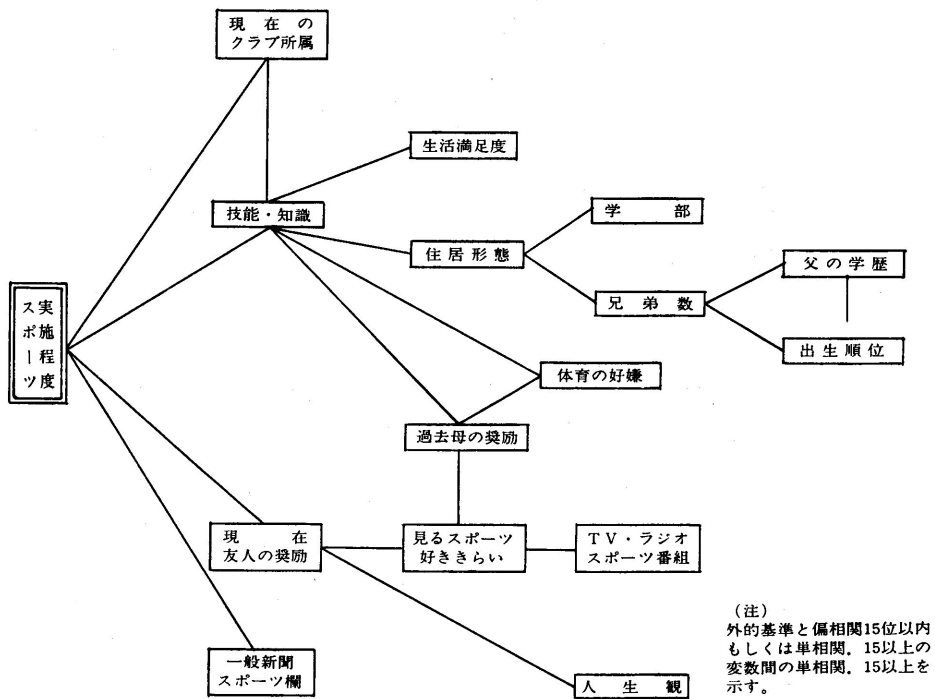 現在の
クラブ所属
生活満足度
技能・知識
学部
住居形態
父の学歴
兄弟数
スポーツ
実施程度
出生順位
体育の好嫌
過去母の奨励
現在
友人の奨励
見るスポーツ
好ききらい
TV・ラジオ
スポーツ番組
一般新聞
スポーツ欄
人生観
(注)
外的基準と偏相関15位以内
もしくは単相関.15以上の
変数間の単相関.15以上を
示す。